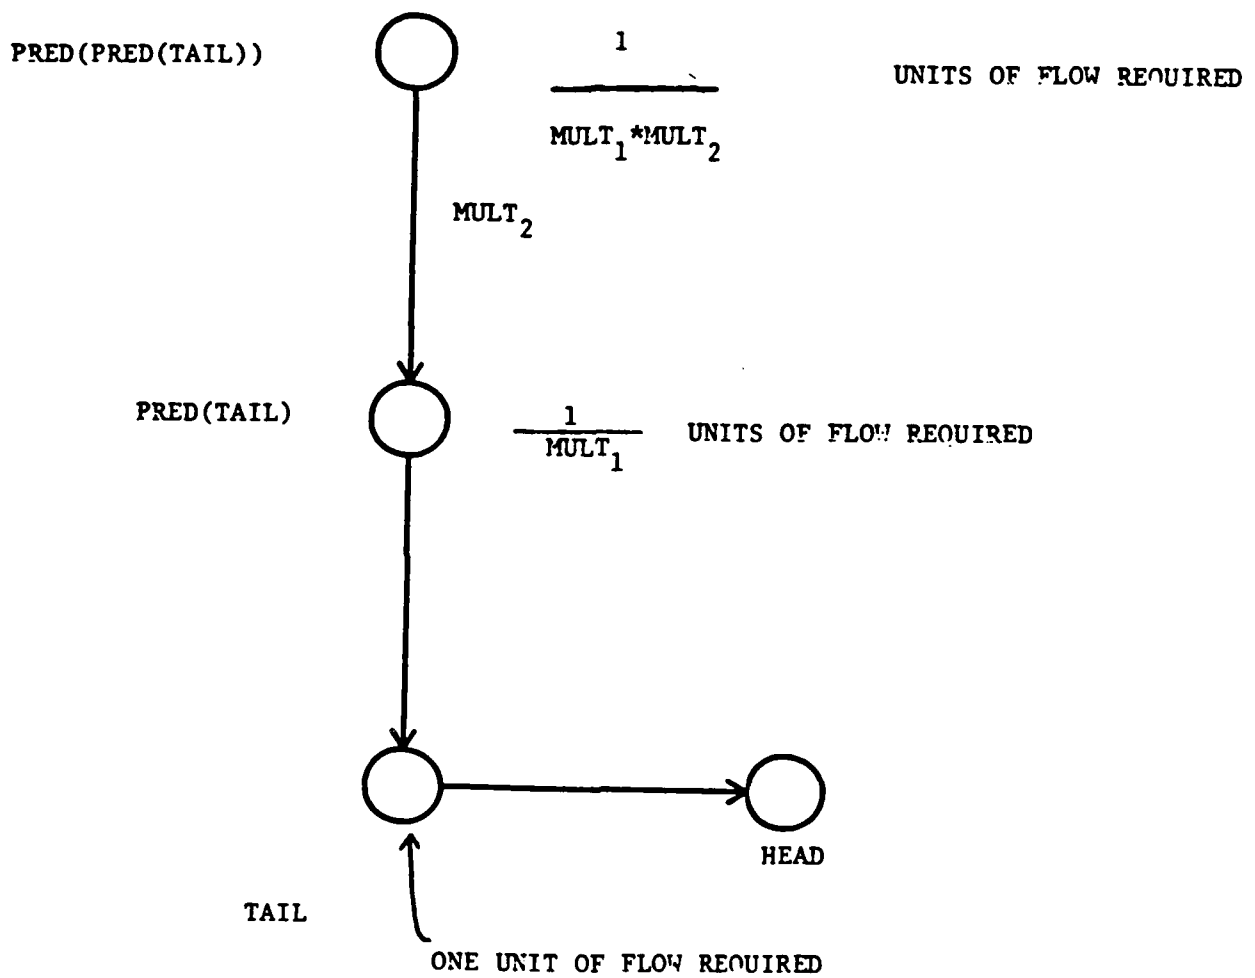 PRED(PRED(TAIL))
1
MULT₁*MULT₂
UNITS OF FLOW REQUIRED
MULT₂
PRED(TAIL)
1
MULT₁
UNITS OF FLOW REQUIRED
HEAD
TAIL
ONE UNIT OF FLOW REQUIRED